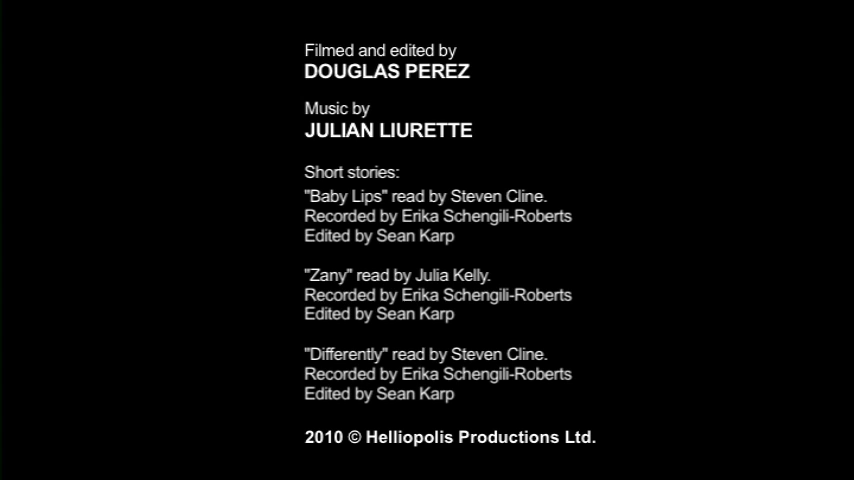 Filmed and edited by
DOUGLAS PEREZ
Music by
JULIAN LIURETTE
Short stories:
"Baby Lips" read by Steven Cline.
Recorded by Erika Schengili-Roberts
Edited by Sean Karp
"Zany" read by Julia Kelly.
Recorded by Erika Schengili-Roberts
Edited by Sean Karp
"Differently" read by Steven Cline.
Recorded by Erika Schengili-Roberts
Edited by Sean Karp
2010 © Helliopolis Productions Ltd.